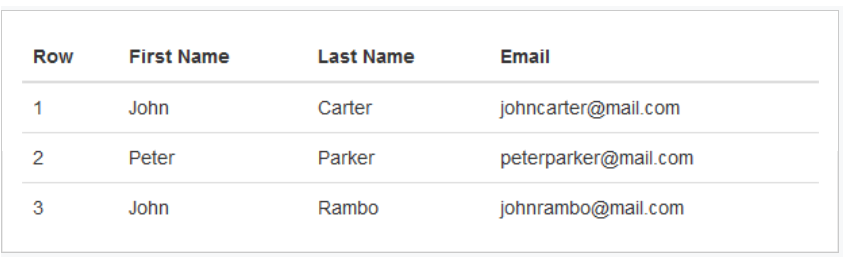 Row First Name Last Name Email
1 John Carter johncarter@mail.com
2 Peter Parker peterparker@mail.com
3 John Rambo johnrambo@mail.com